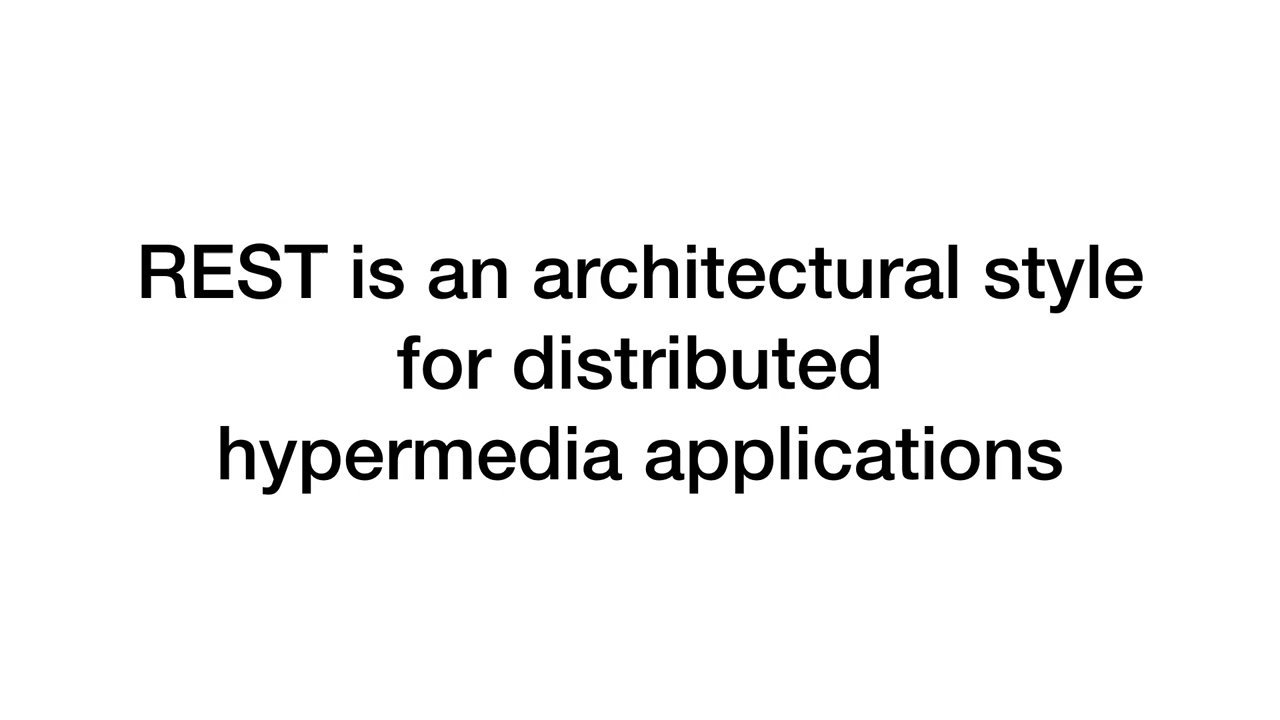 REST is an architectural style
for distributed
hypermedia applications